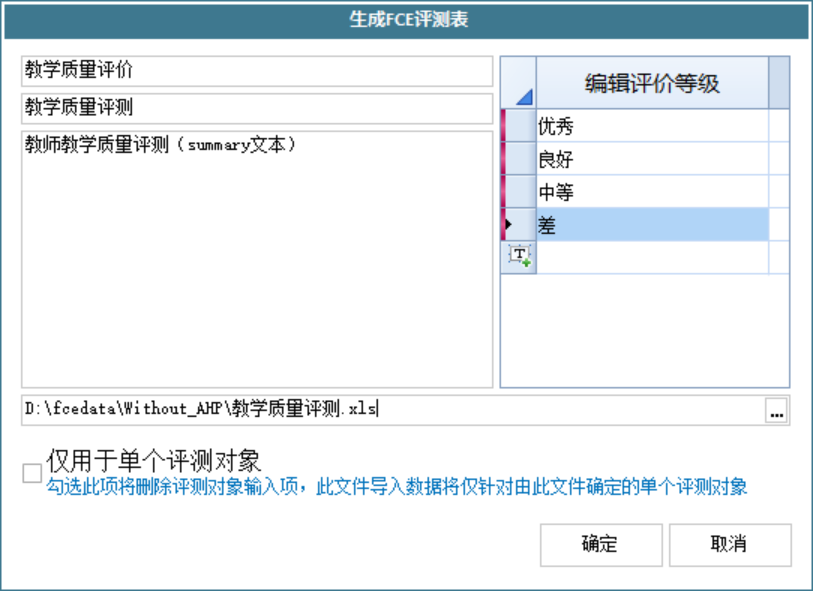 生成FCE评测表
教学质量评价
教学质量评测
教师教学质量评测（summary文本）
编辑评价等级
优秀
良好
中等
差
D:\fcedata\Without_AHP\教学质量评测.xls
...
仅用于单个评测对象
勾选此项将删除评测对象输入项，此文件导入数据将仅针对由此文件确定的单个评测对象
确定
取消